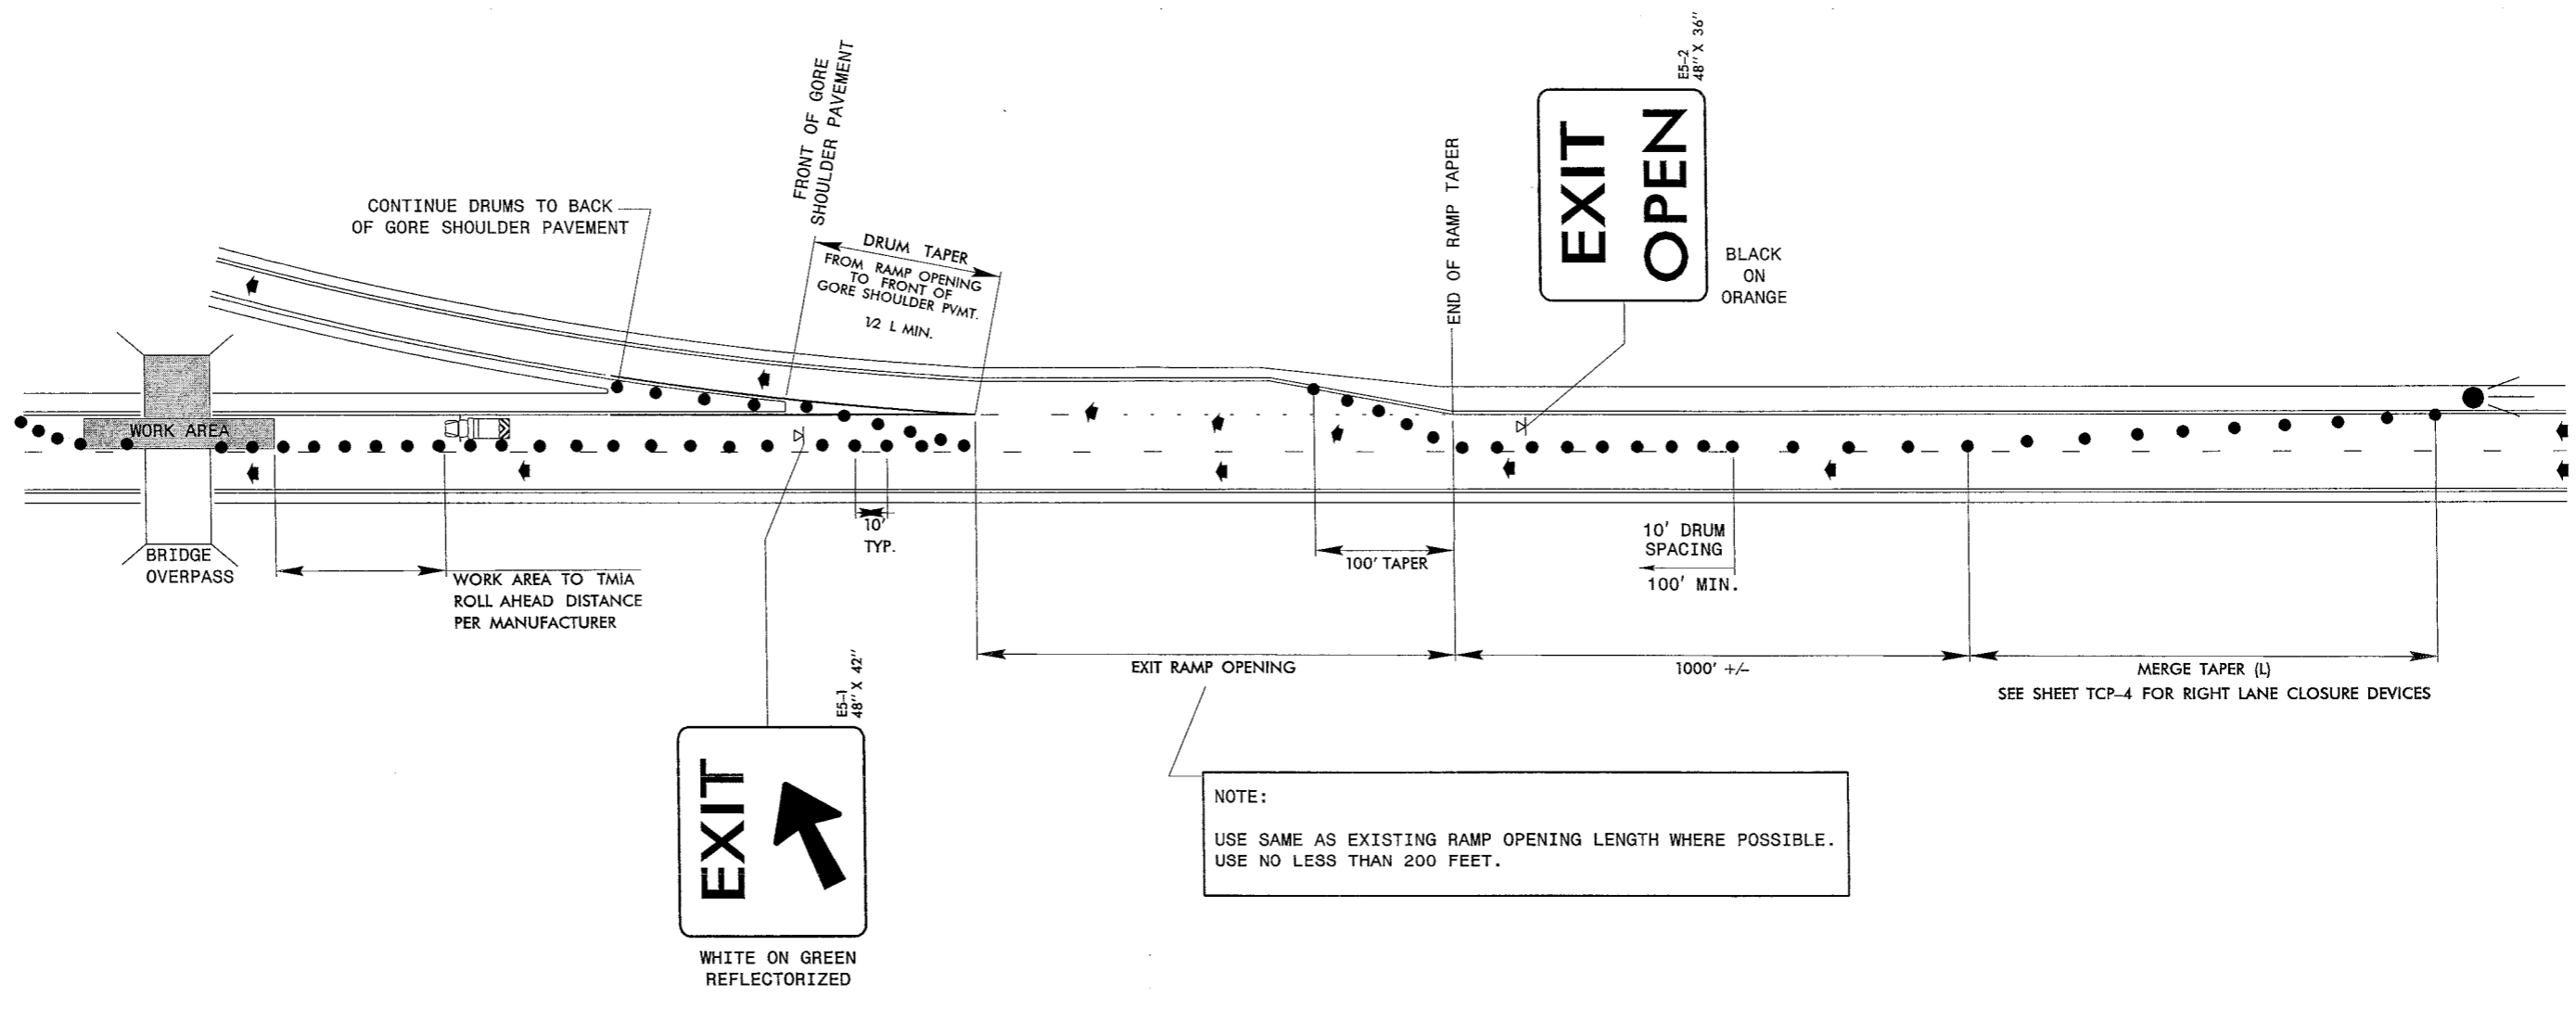 CONTINUE DRUMS TO BACK
OF GORE SHOULDER PAVEMENT
FRONT OF GORE
SHOULDER PAVEMENT
DRUM TAPER
FROM RAMP OPENING
TO FRONT OF
GORE SHOULDER PVMT.
1/2 L MIN.
END OF RAMP TAPER
E5-2
48" X 36"
EXIT
OPEN
BLACK
ON
ORANGE
WORK AREA
BRIDGE
OVERPASS
WORK AREA TO TMIA
ROLL AHEAD DISTANCE
PER MANUFACTURER
10'
TYP.
100' TAPER
10' DRUM
SPACING
100' MIN.
EXIT RAMP OPENING
1000' +/-
MERGE TAPER (L)
SEE SHEET TCP-4 FOR RIGHT LANE CLOSURE DEVICES
E5-1
48" X 42"
EXIT
WHITE ON GREEN
REFLECTORIZED
NOTE:
USE SAME AS EXISTING RAMP OPENING LENGTH WHERE POSSIBLE.
USE NO LESS THAN 200 FEET.